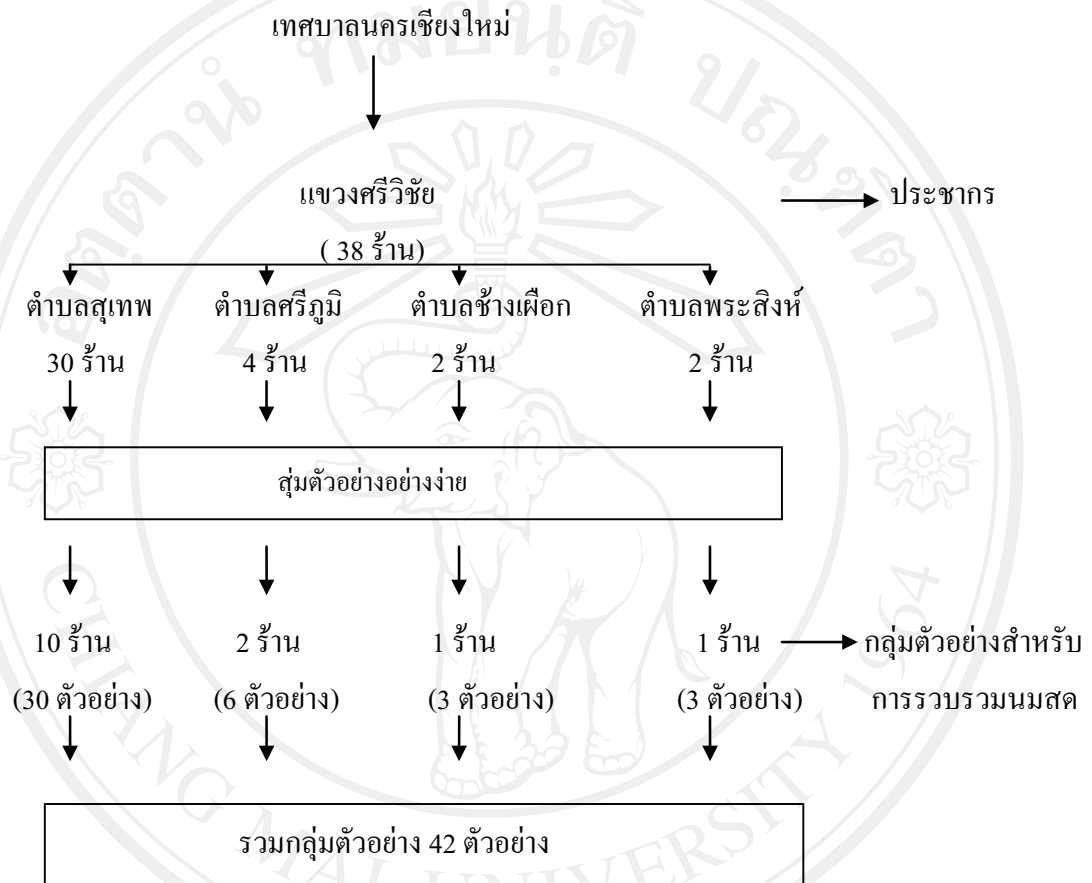 เทศบาลนครเชียงใหม่
แขวงศรีวิชัย
ประชากร
( 38 ร้าน)
ตำบลสุเทพ ตำบลศรีภูมิ ตำบลช้างเผือก ตำบลพระสิงห์
30 ร้าน 4 ร้าน 2 ร้าน 2 ร้าน
สุ่มตัวอย่างอย่างง่าย
10 ร้าน 2 ร้าน 1 ร้าน 1 ร้าน กลุ่มตัวอย่างสำหรับ
(30 ตัวอย่าง) (6 ตัวอย่าง) (3 ตัวอย่าง) (3 ตัวอย่าง) การรวบรวมนมสด
รวมกลุ่มตัวอย่าง 42 ตัวอย่าง
CHIANG MAI UNIVERSITY 1964